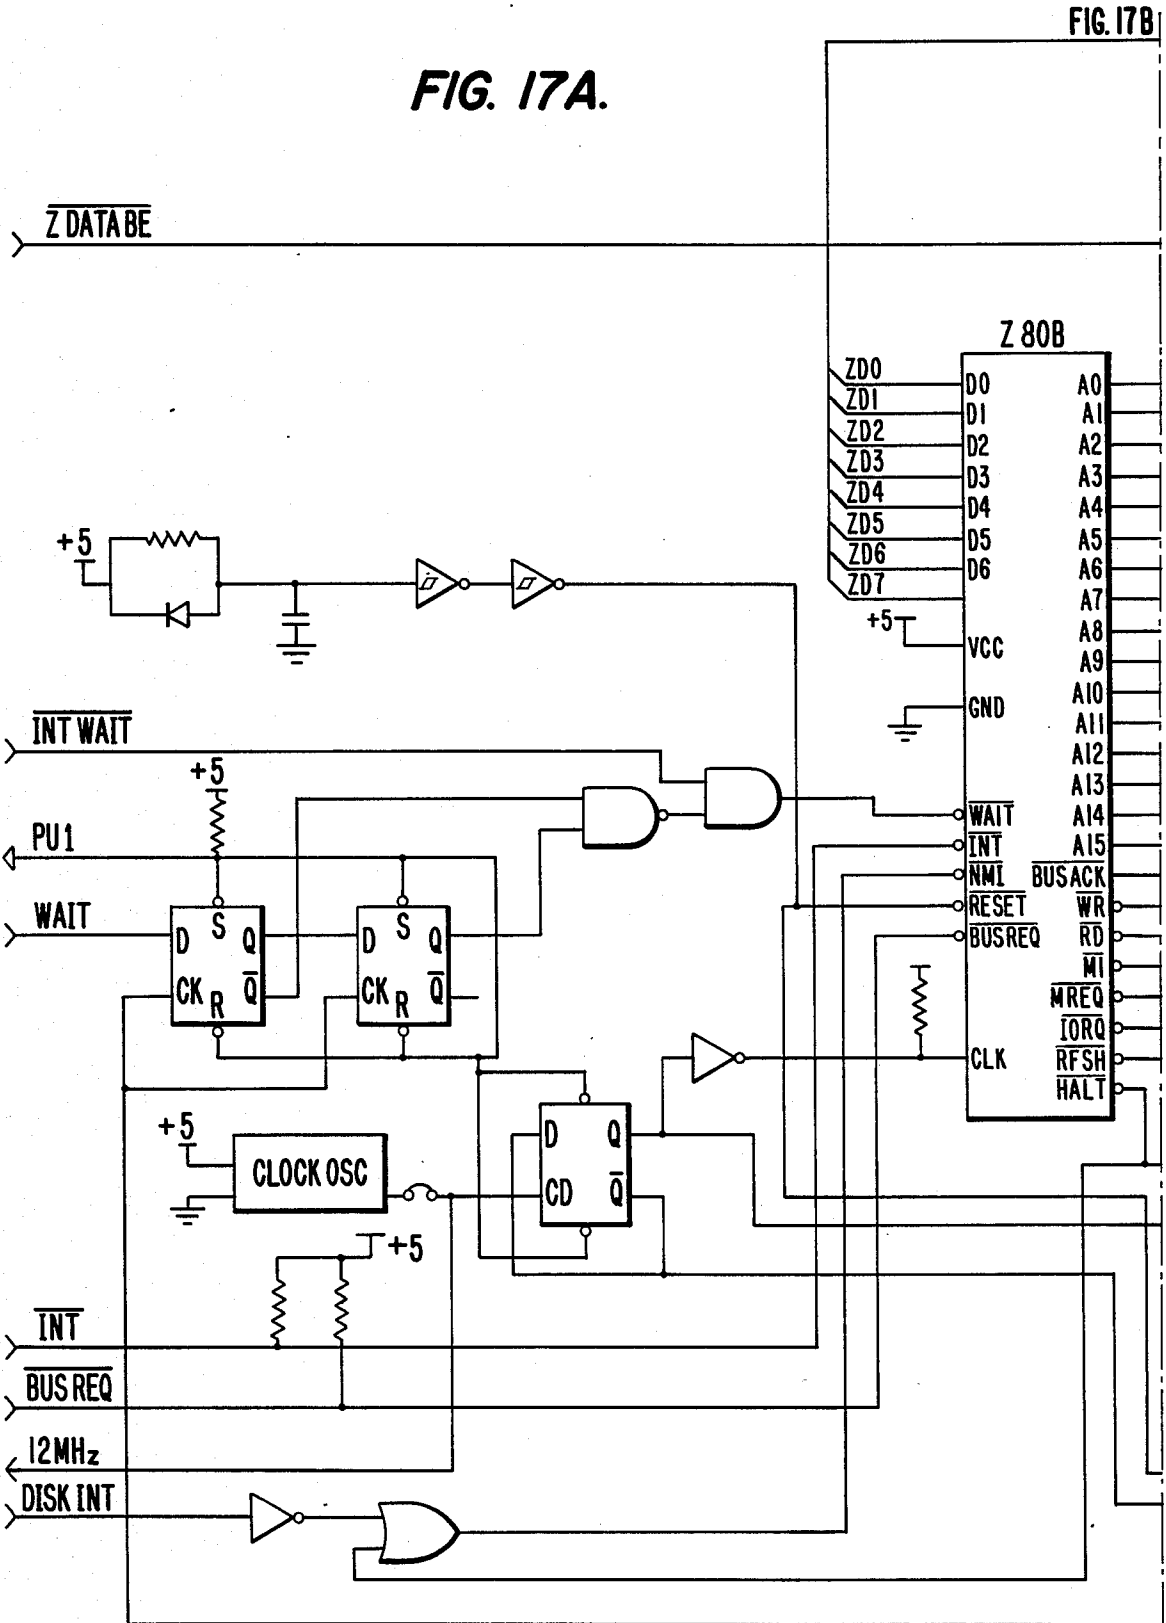 FIG. 17B
FIG. 17A.
Z DATA BE
Z 80B
ZD0
ZD1
ZD2
ZD3
ZD4
ZD5
ZD6
ZD7
D0
D1
D2
D3
D4
D5
D6
A0
A1
A2
A3
A4
A5
A6
A7
A8
A9
A10
A11
A12
A13
A14
A15
+5
+5
VCC
GND
INT WAIT
+5
PU1
WAIT
D S Q
CK R Q
D S Q
CK R Q
WAIT
INT
NMI
RESET
BUSREQ
CLK
BUSACK
WR
RD
MI
MREQ
IORQ
RFSH
HALT
+5
CLOCK OSC
D Q
CD Q
+5
INT
BUS REQ
12MHz
DISK INT